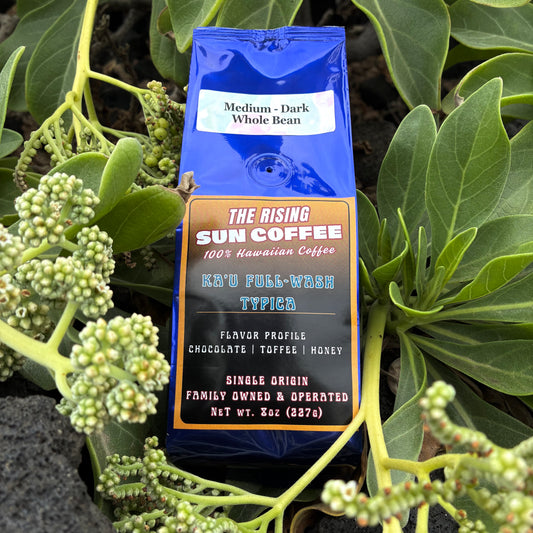 Medium - Dark
Whole Bean
THE RISING
SUN COFFEE
100% Hawaiian Coffee
KA'U FULL-WASH
TYPICA
FLAVOR PROFILE
CHOCOLATE | TOFFEE | HONEY
SINGLE ORIGIN
FAMILY OWNED & OPERATED
NET WT. 8OZ (227G)